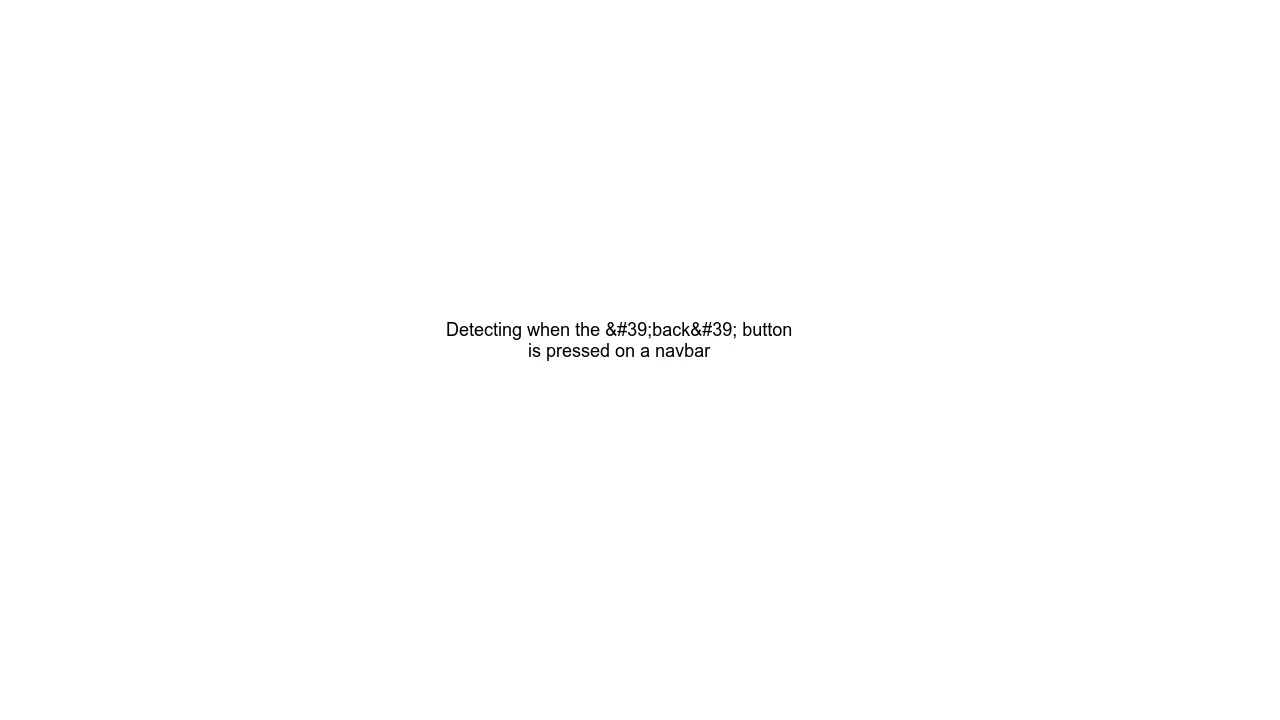 Detecting when the &#39;back&#39; button
is pressed on a navbar